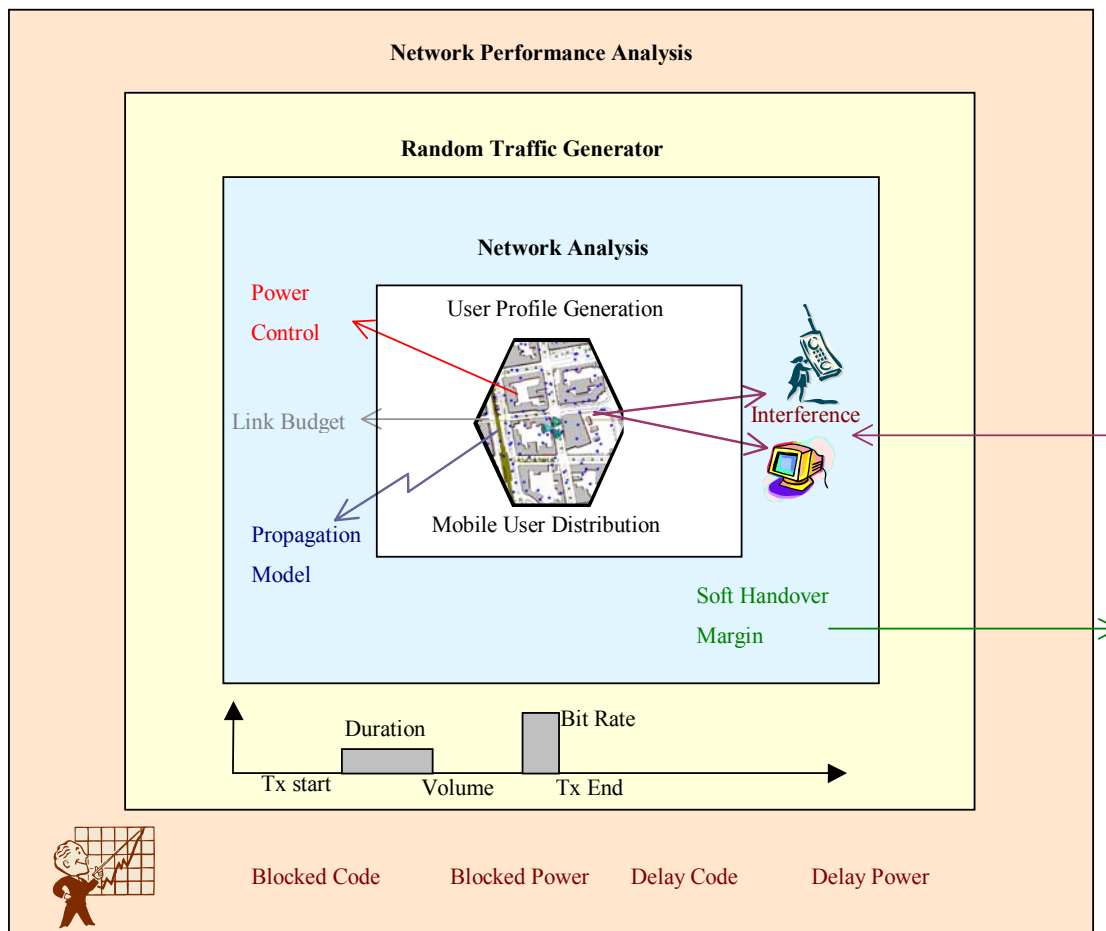 Network Performance Analysis
Random Traffic Generator
Network Analysis
Power
Control
User Profile Generation
Link Budget
Interference
Propagation
Model
Mobile User Distribution
Soft Handover
Margin
Duration
Bit Rate
Tx start
Volume
Tx End
Blocked Code
Blocked Power
Delay Code
Delay Power